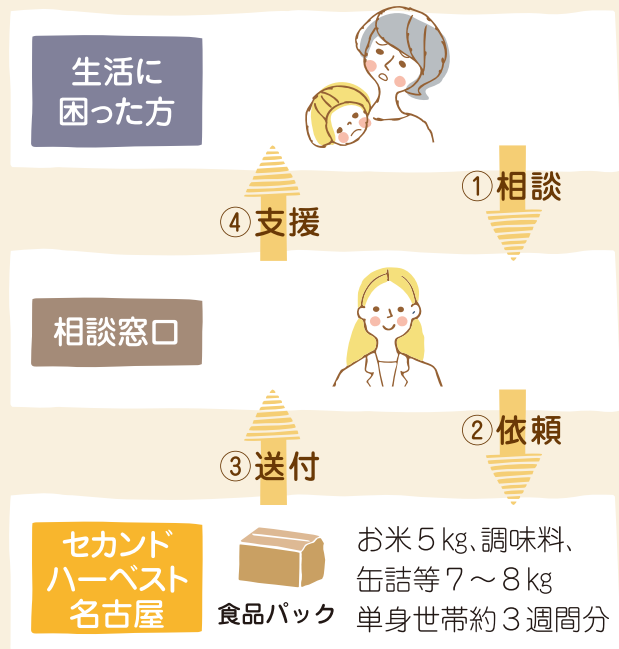 生活に
困った方
①相談
④支援
相談窓口
②依頼
③送付
セカンド
ハーベスト
名古屋
食品パック
お米５kg、調味料、
缶詰等７～８kg
単身世帯約３週間分